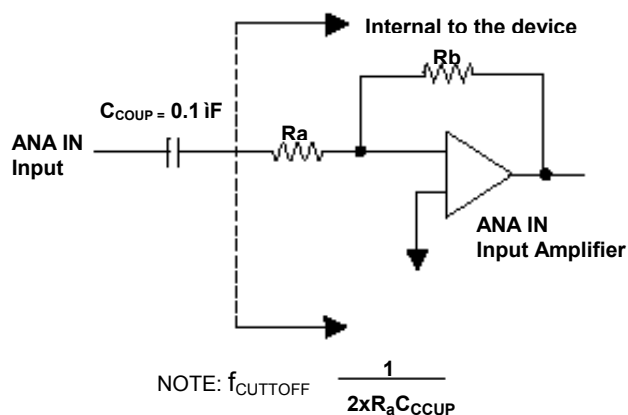 Internal to the device
Rb
CCOUP = 0.1 ìF
Ra
ANA IN
Input
ANA IN
Input Amplifier
NOTE: fCUTTOFF 1
2xRaCCCUP